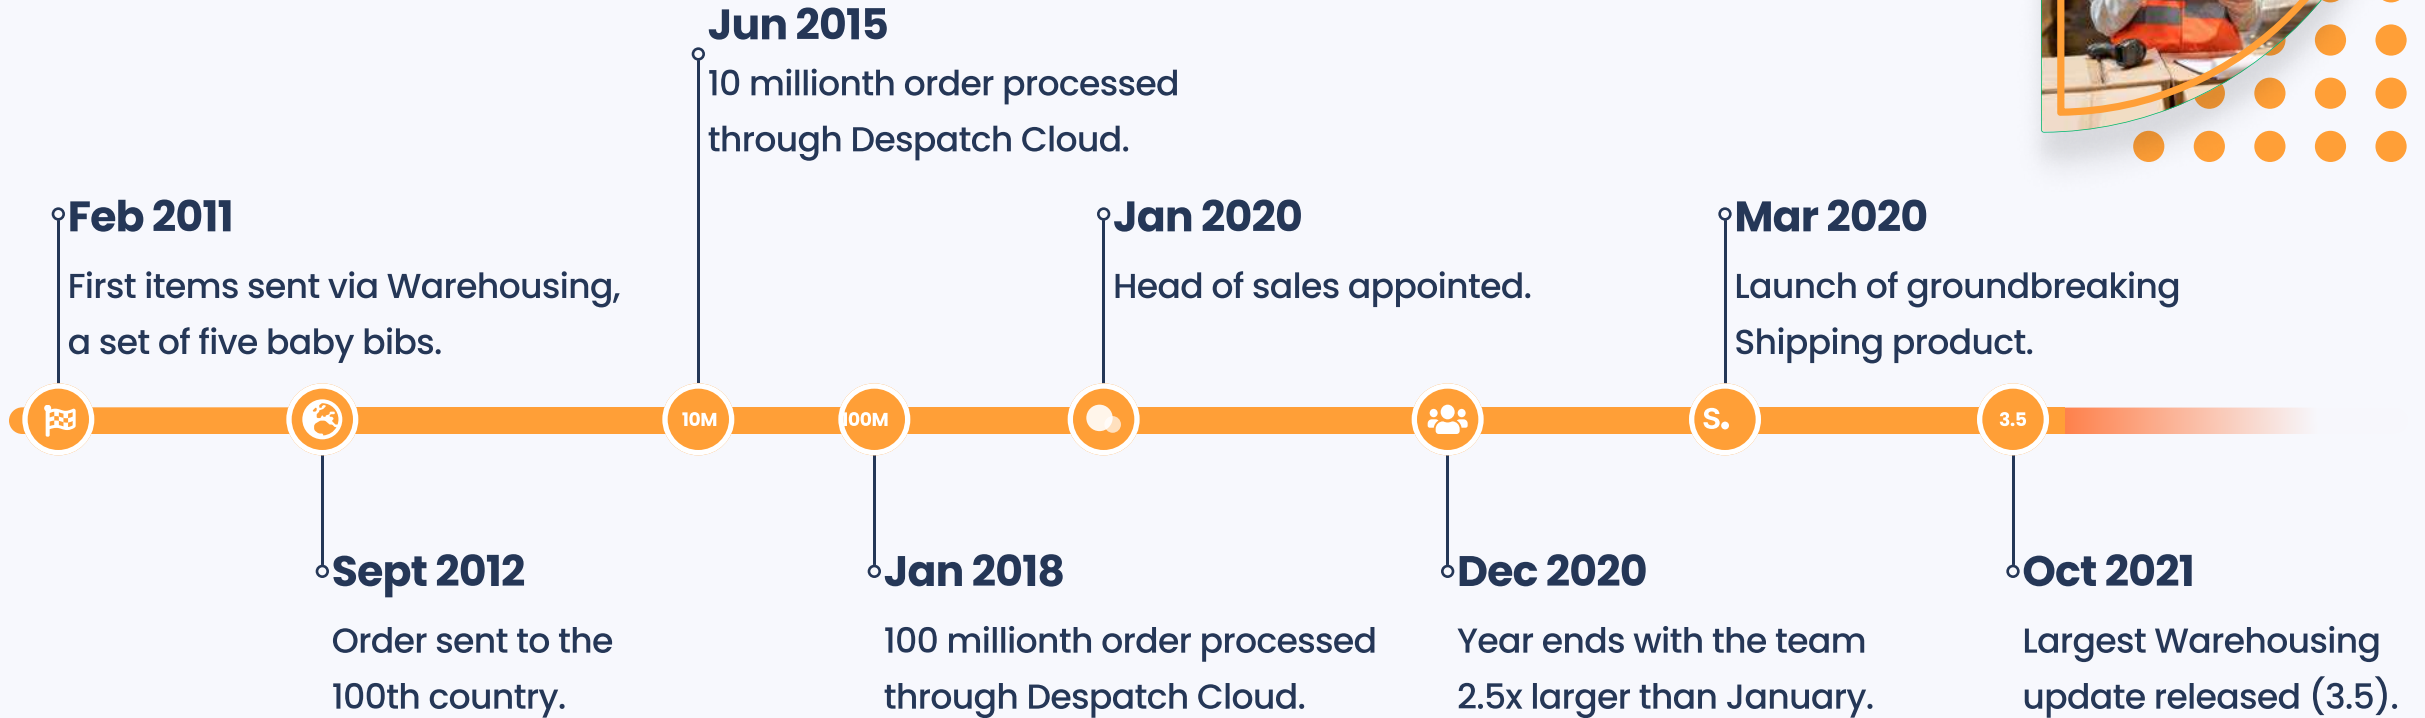 Jun 2015
10 millionth order processed
through Despatch Cloud.
Feb 2011
First items sent via Warehousing,
a set of five baby bibs.
Jan 2020
Head of sales appointed.
Mar 2020
Launch of groundbreaking
Shipping product.
10M
100M
S.
3.5
Sept 2012
Order sent to the
100th country.
Jan 2018
100 millionth order processed
through Despatch Cloud.
Dec 2020
Year ends with the team
2.5x larger than January.
Oct 2021
Largest Warehousing
update released (3.5).